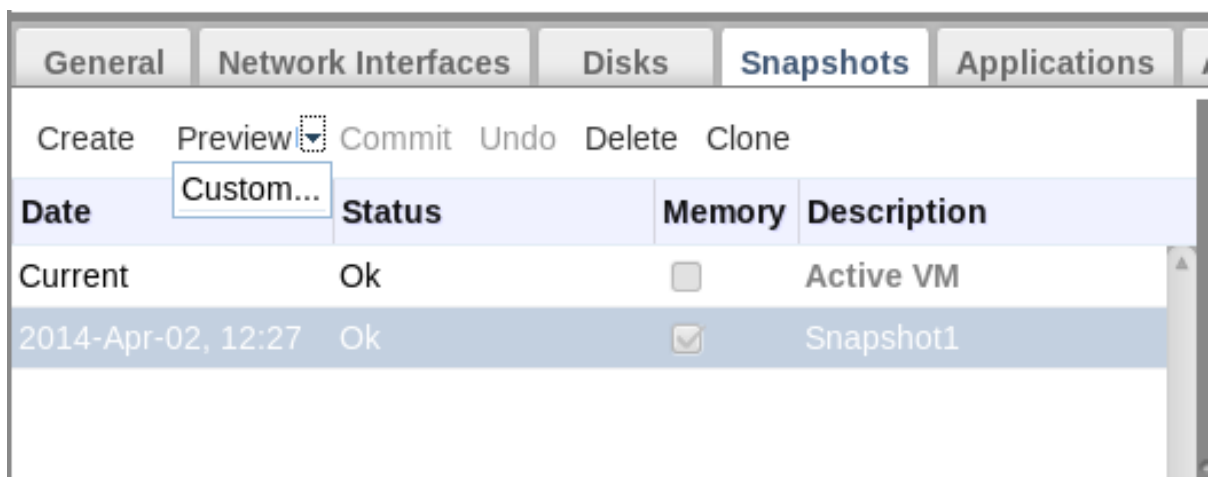 General Network Interfaces Disks Snapshots Applications
Create Preview Commit Undo Delete Clone
Custom...
Date Status Memory Description
Current Ok Active VM
2014-Apr-02, 12:27 Ok Snapshot1